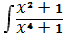 ∫ (x² + 1)/(x⁴ + 1)